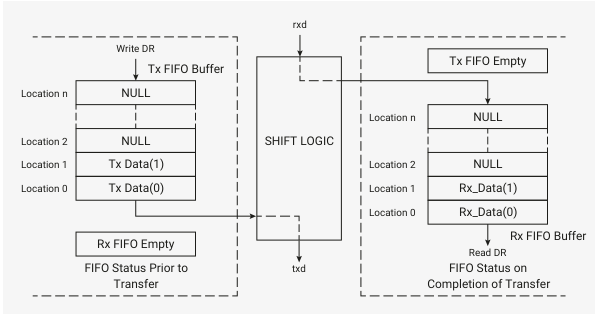 Write DR
Tx FIFO Buffer
Location n
NULL
Location 2
NULL
Location 1
Tx Data(1)
Location 0
Tx Data(0)
Rx FIFO Empty
FIFO Status Prior to
Transfer
rxd
SHIFT LOGIC
txd
Tx FIFO Empty
Location n
NULL
Location 2
NULL
Location 1
Rx_Data(1)
Location 0
Rx_Data(0)
Rx FIFO Buffer
Read DR
FIFO Status on
Completion of Transfer